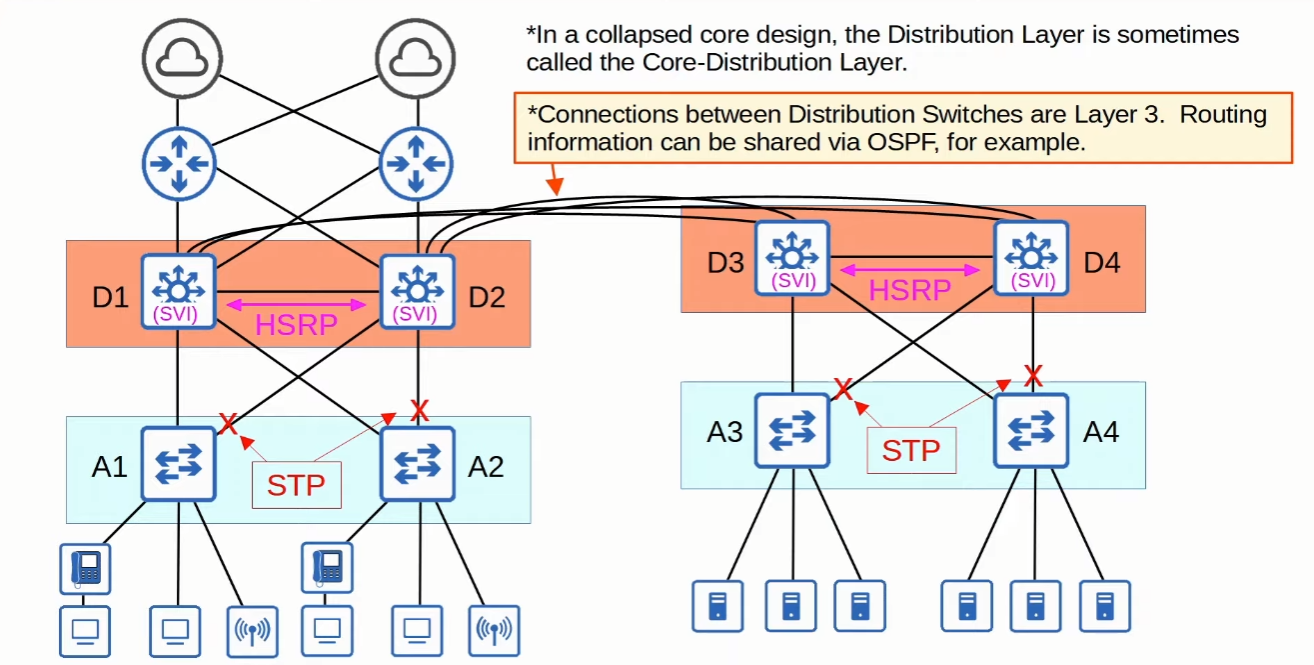 *In a collapsed core design, the Distribution Layer is sometimes
called the Core-Distribution Layer.
*Connections between Distribution Switches are Layer 3.  Routing
information can be shared via OSPF, for example.
D1
(SVI)
HSRP
(SVI)
D2
D3
(SVI)
HSRP
(SVI)
D4
X
X
A1
STP
A2
X
X
A3
STP
A4